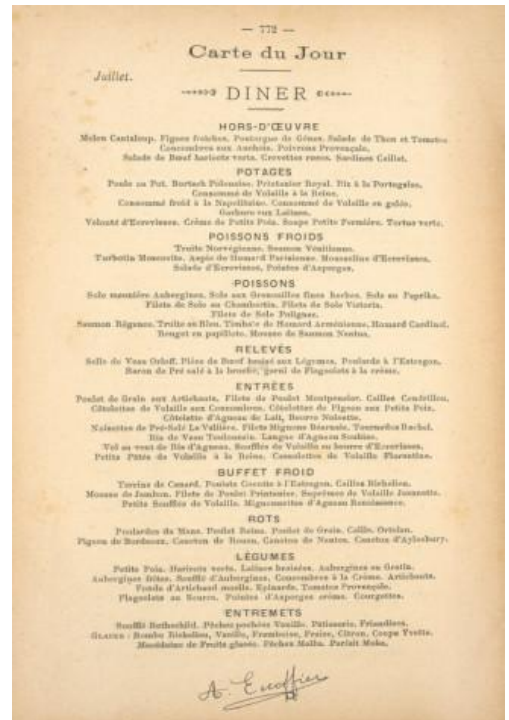 — 772 —
Carte du Jour
Juillet.
DINER
HORS-D'ŒUVRE
Melon Cantaloup. Figues fraîches. Poutargue de Gênes. Salade de Thon et Tomates
Concombres aux Anchois. Poivrons Provençale.
Salade de Bœuf haricots verts. Crevettes roses. Sardines Caillet.
POTAGES
Poule au Pot. Bortsch Polonaise. Printanier Royal. Riz à la Portugaise.
Consommé de Volaille à la Reine.
Consommé froid à la Napolitaine. Consommé de Volaille en gelée.
Garbure aux Laitues.
Velouté d'Ecrevisses. Crème de Petits Pois. Soupe Petite Fermière. Tortue verte.
POISSONS FROIDS
Truite Norvégienne. Saumon Vénitienne.
Turbotin Moscovite. Aspic de Homard Parisienne. Mousseline d'Ecrevisses.
Salade d'Ecrevisses, Pointes d'Asperges.
POISSONS
Sole meunière Aubergines. Sole aux Grenouilles fines herbes. Sole au Paprika.
Filets de Sole au Chambertin. Filets de Sole Victoria.
Filets de Sole Polignac.
Saumon Régence. Truite au Bleu. Timbale de Homard Arménienne. Homard Cardinal.
Rouget en papillote. Mousse de Saumon Nantua.
RELEVÉS
Selle de Veau Orloff. Pièce de Bœuf braisé aux Légumes. Poularde à l'Estragon.
Baron de Pré salé à la broche, garni de Flageolets à la crème.
ENTRÉES
Poulet de Grain aux Artichauts. Filets de Poulet Montpensier. Cailles Cendrillon.
Côtelettes de Volaille aux Concombres. Côtelettes de Pigeon aux Petits Pois.
Côtelette d'Agneau de Lait, Beurre Noisette.
Noisettes de Pré-Salé La Vallière. Filets Mignons Béarnais. Tournedos Rachel.
Ris de Veau Toulousain. Langue d'Agneau Soubise.
Vol au vent de Ris d'Agneau. Soufflés de Volaille au beurre d'Ecrevisses.
Petits Pâtés de Volaille à la Reine. Cassolettes de Volaille Florentine.
BUFFET FROID
Terrine de Canard. Poulets Cocotte à l'Estragon. Cailles Richelieu.
Mousse de Jambon. Filets de Poulet Printanier. Suprêmes de Volaille Jeannette.
Petits Soufflés de Volaille. Mignonnettes d'Agneau Renaissance.
ROTS
Poulardes du Mans. Poulet Reine. Poulet de Grain. Caille. Ortolan.
Pigeon de Bordeaux. Caneton de Rouen. Caneton de Nantes. Caneton d'Aylesbury.
LÉGUMES
Petits Pois. Haricots verts. Laitues braisées. Aubergines au Gratin.
Aubergines frites. Soufflé d'Aubergines. Concombres à la Crème. Artichauts.
Fonds d'Artichaut moelle. Epinards. Tomates Provençale.
Flageolets au Beurre. Pointes d'Asperges crème. Courgettes.
ENTREMETS
Soufflé Rothschild. Pêches pochées Vanille. Pâtisserie. Friandises.
GLACES : Bombe Richelieu, Vanille, Framboise, Fraise, Citron. Coupe Yvette.
Macédoine de Fruits glacés. Pêches Melba. Parfait Moka.
A. Escoffier